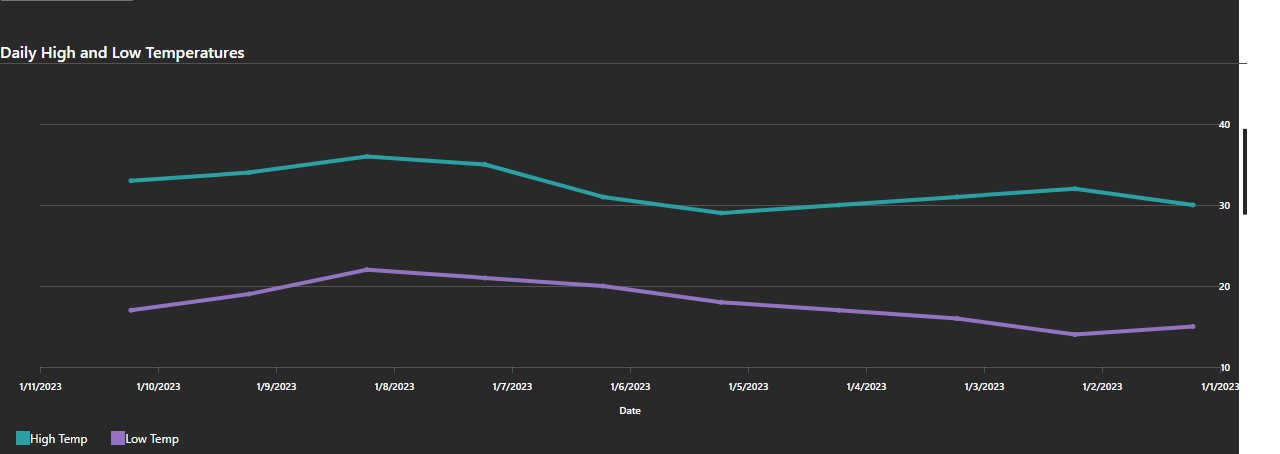 Daily High and Low Temperatures
40
30
20
10
1/11/2023 1/10/2023 1/9/2023 1/8/2023 1/7/2023 1/6/2023 1/5/2023 1/4/2023 1/3/2023 1/2/2023 1/1/2023
Date
High Temp Low Temp